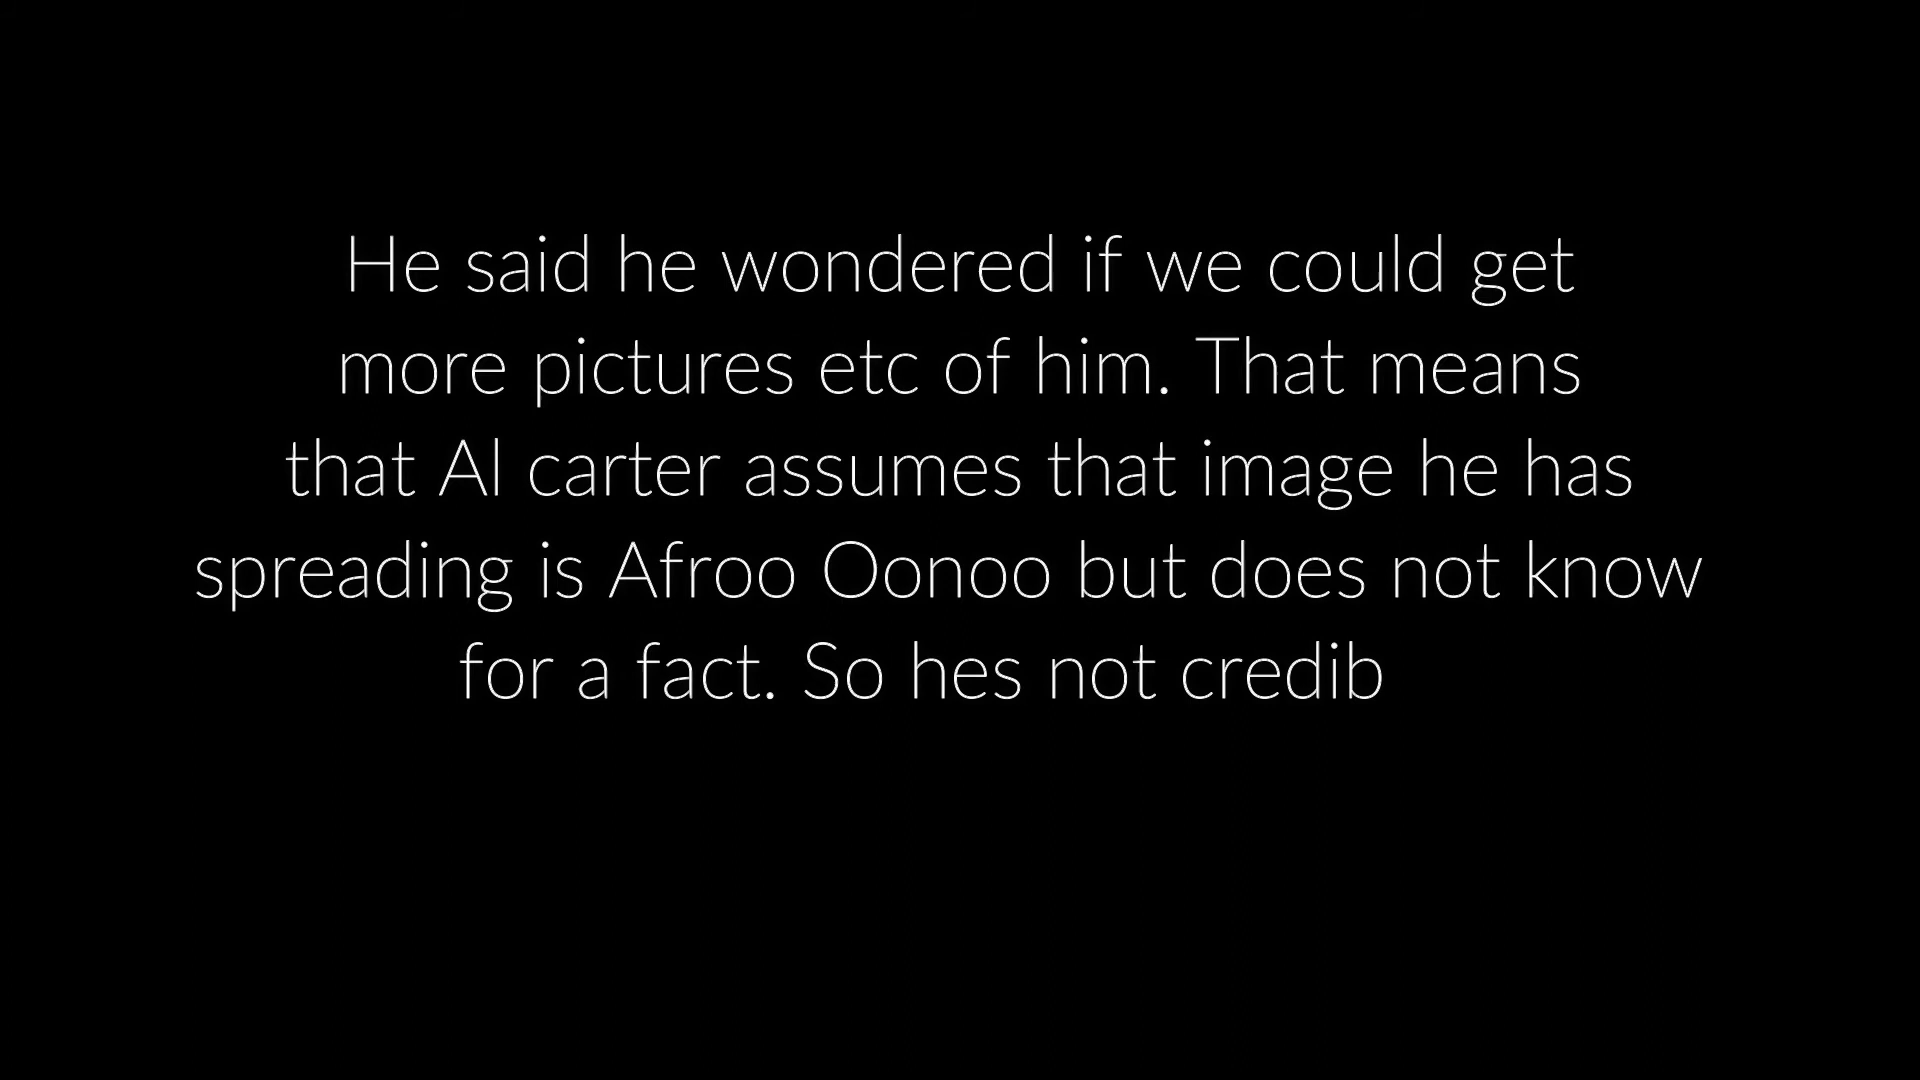 He said he wondered if we could get
more pictures etc of him. That means
that Al carter assumes that image he has
spreading is Afroo Oonoo but does not know
for a fact. So hes not credib